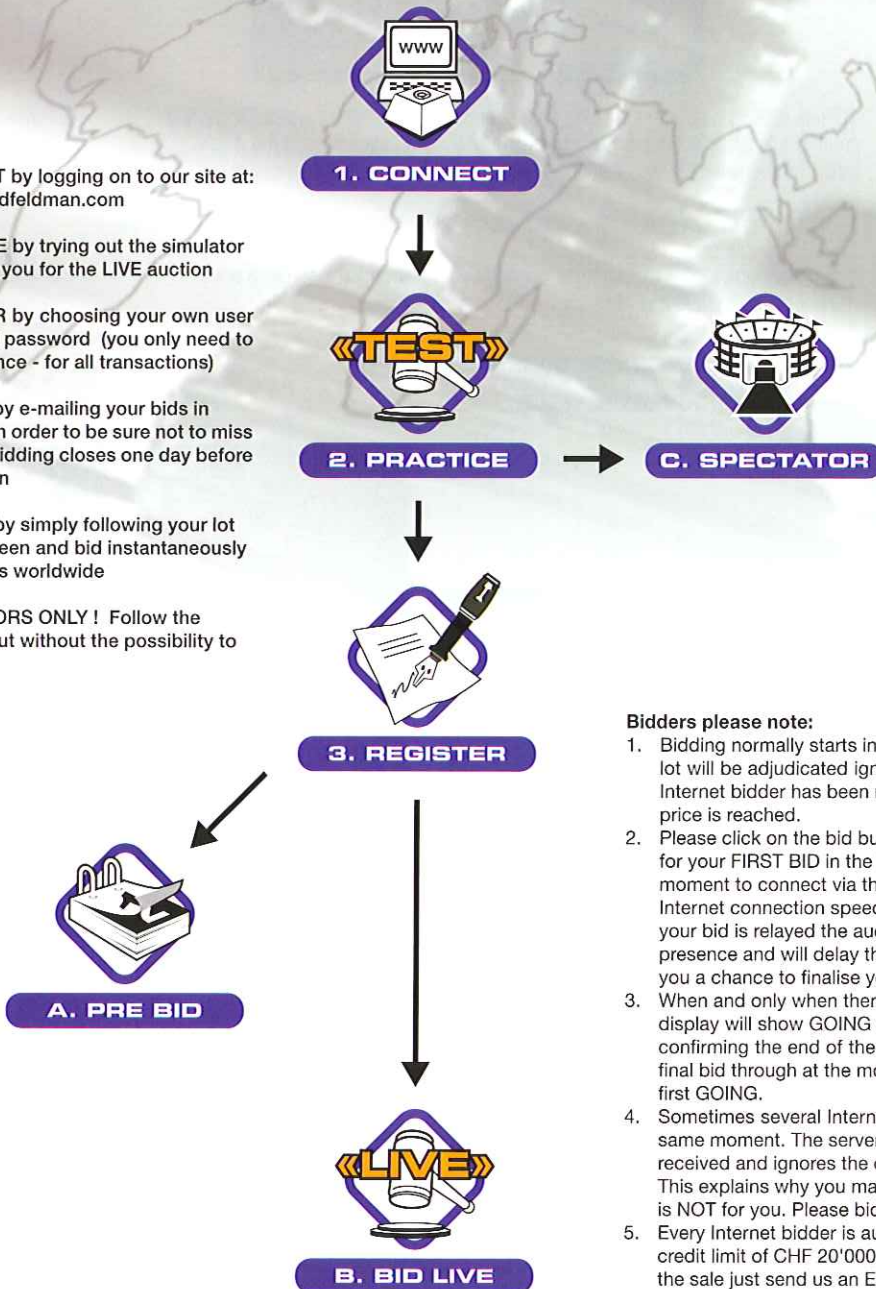 www
@
1. CONNECT
T by logging on to our site at:
dfeldman.com
E by trying out the simulator
you for the LIVE auction
R by choosing your own user
password (you only need to
nce - for all transactions)
by e-mailing your bids in
n order to be sure not to miss
idding closes one day before
n
by simply following your lot
een and bid instantaneously
s worldwide
ORS ONLY ! Follow the
ut without the possibility to
«TEST»
2. PRACTICE
C. SPECTATOR
3. REGISTER
A. PRE BID
«LIVE»
B. BID LIVE
Bidders please note:
1. Bidding normally starts in
lot will be adjudicated ign
Internet bidder has been r
price is reached.
2. Please click on the bid bu
for your FIRST BID in the
moment to connect via th
Internet connection speed
your bid is relayed the auc
presence and will delay th
you a chance to finalise yo
3. When and only when ther
display will show GOING
confirming the end of the
final bid through at the mo
first GOING.
4. Sometimes several Intern
same moment. The server
received and ignores the o
This explains why you ma
is NOT for you. Please bid
5. Every Internet bidder is au
credit limit of CHF 20'000
the sale just send us an E